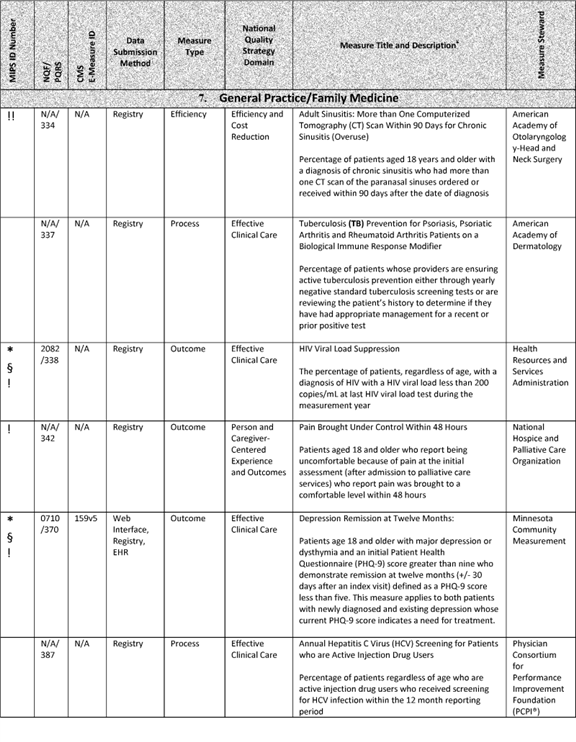 MIPS ID Number
NQF/
PQRS
CMS
E-Measure ID
Data
Submission
Method
Measure
Type
National
Quality
Strategy
Domain
Measure Title and Description¥
Measure Steward
7. General Practice/Family Medicine
!!
N/A/
334
N/A
Registry
Efficiency
Efficiency and
Cost
Reduction
Adult Sinusitis: More than One Computerized
Tomography (CT) Scan Within 90 Days for Chronic
Sinusitis (Overuse)
Percentage of patients aged 18 years and older with
a diagnosis of chronic sinusitis who had more than
one CT scan of the paranasal sinuses ordered or
received within 90 days after the date of diagnosis
American
Academy of
Otolaryngolog
y-Head and
Neck Surgery
N/A/
337
N/A
Registry
Process
Effective
Clinical Care
Tuberculosis (TB) Prevention for Psoriasis, Psoriatic
Arthritis and Rheumatoid Arthritis Patients on a
Biological Immune Response Modifier
Percentage of patients whose providers are ensuring
active tuberculosis prevention either through yearly
negative standard tuberculosis screening tests or are
reviewing the patient's history to determine if they
have had appropriate management for a recent or
prior positive test
American
Academy of
Dermatology
*
§
!
2082
/338
N/A
Registry
Outcome
Effective
Clinical Care
HIV Viral Load Suppression
The percentage of patients, regardless of age, with a
diagnosis of HIV with a HIV viral load less than 200
copies/mL at last HIV viral load test during the
measurement year
Health
Resources and
Services
Administration
!
N/A/
342
N/A
Registry
Outcome
Person and
Caregiver-
Centered
Experience
and Outcomes
Pain Brought Under Control Within 48 Hours
Patients aged 18 and older who report being
uncomfortable because of pain at the initial
assessment (after admission to palliative care
services) who report pain was brought to a
comfortable level within 48 hours
National
Hospice and
Palliative Care
Organization
*
§
!
0710
/370
159v5
Web
Interface,
Registry,
EHR
Outcome
Effective
Clinical Care
Depression Remission at Twelve Months:
Patients age 18 and older with major depression or
dysthymia and an initial Patient Health
Questionnaire (PHQ-9) score greater than nine who
demonstrate remission at twelve months (+/- 30
days after an index visit) defined as a PHQ-9 score
less than five. This measure applies to both patients
with newly diagnosed and existing depression whose
current PHQ-9 score indicates a need for treatment.
Minnesota
Community
Measurement
N/A/
387
N/A
Registry
Process
Effective
Clinical Care
Annual Hepatitis C Virus (HCV) Screening for Patients
who are Active Injection Drug Users
Percentage of patients regardless of age who are
active injection drug users who received screening
for HCV infection within the 12 month reporting
period
Physician
Consortium
for
Performance
Improvement
Foundation
(PCPI®)